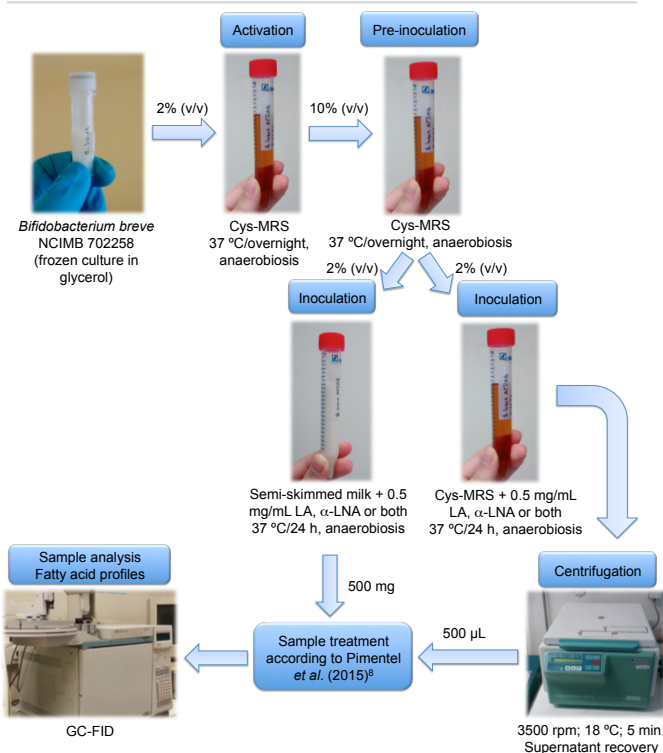 Activation
Pre-inoculation
2% (v/v)
10% (v/v)
Bifidobacterium breve
NCIMB 702258
(frozen culture in
glycerol)
Cys-MRS
37 ºC/overnight,
anaerobiosis
Cys-MRS
37 ºC/overnight, anaerobiosis
2% (v/v)
2% (v/v)
Inoculation
Inoculation
Semi-skimmed milk + 0.5
mg/mL LA, α-LNA or both
37 ºC/24 h, anaerobiosis
Cys-MRS + 0.5 mg/mL
LA, α-LNA or both
37 ºC/24 h, anaerobiosis
Sample analysis
Fatty acid profiles
500 mg
Centrifugation
Sample treatment
according to Pimentel
et al. (2015)⁸
500 µL
GC-FID
3500 rpm; 18 ºC; 5 min.
Supernatant recovery